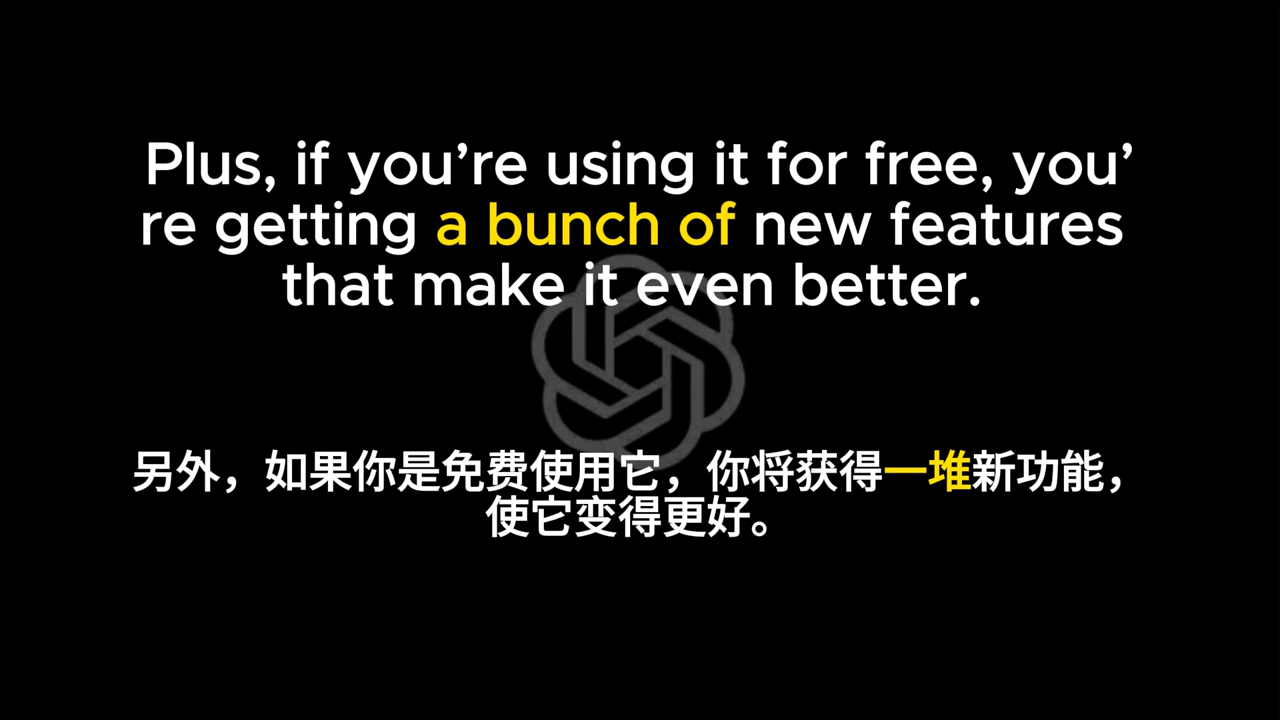 Plus, if you’re using it for free, you’
re getting a bunch of new features
that make it even better.
另外，如果你是免费使用它，你将获得一堆新功能，
使它变得更好。